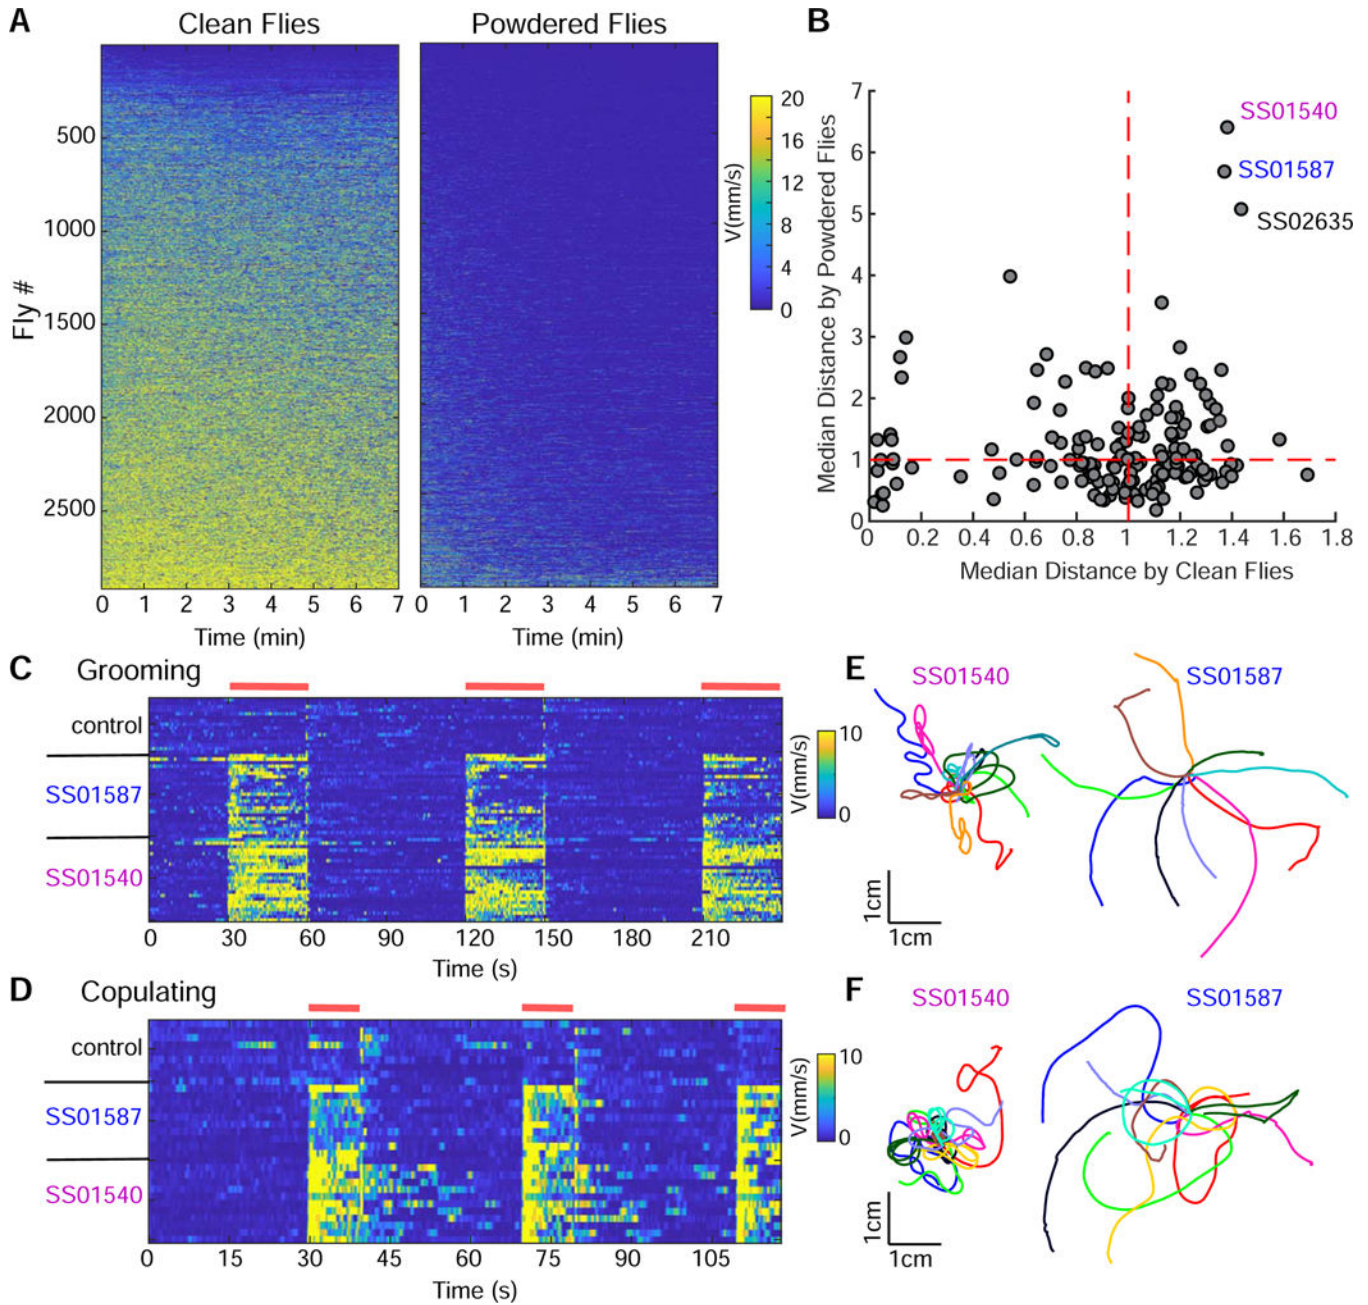 A
Clean Flies
Powdered Flies
Fly #
500
1000
1500
2000
2500
0 1 2 3 4 5 6 7
Time (min)
0 1 2 3 4 5 6 7
Time (min)
20
16
12
8
4
0
V(mm/s)
B
Median Distance by Powdered Flies
7
6
5
4
3
2
1
0
SS01540
SS01587
SS02635
0 0.2 0.4 0.6 0.8 1 1.2 1.4 1.6 1.8
Median Distance by Clean Flies
C
Grooming
control
SS01587
SS01540
0 30 60 90 120 150 180 210
Time (s)
10
0
V(mm/s)
D
Copulating
control
SS01587
SS01540
0 15 30 45 60 75 90 105
Time (s)
10
0
V(mm/s)
E
SS01540
SS01587
1cm
1cm
F
SS01540
SS01587
1cm
1cm